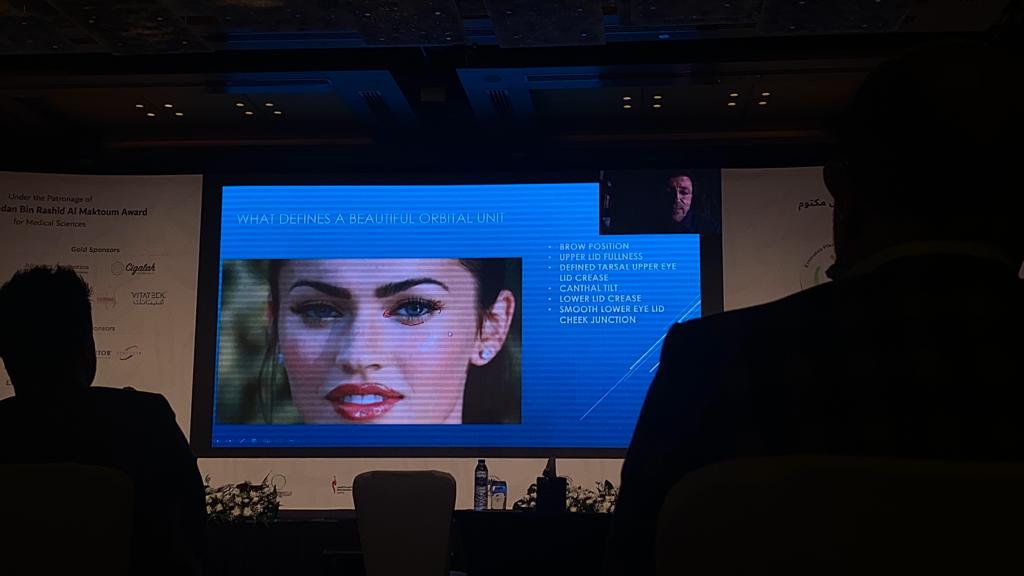 Under the Patronage of
dan Bin Rashid Al Maktoum Award
for Medical Sciences
Gold Sponsors
Cigalah
VITATEDX
WHAT DEFINES A BEAUTIFUL ORBITAL UNIT
• BROW POSITION
• UPPER LID FULLNESS
• DEFINED TARSAL UPPER EYE
LID CREASE
• CANTHAL TILT
• LOWER LID CREASE
• SMOOTH LOWER EYE LID
CHEEK JUNCTION
مكتوم